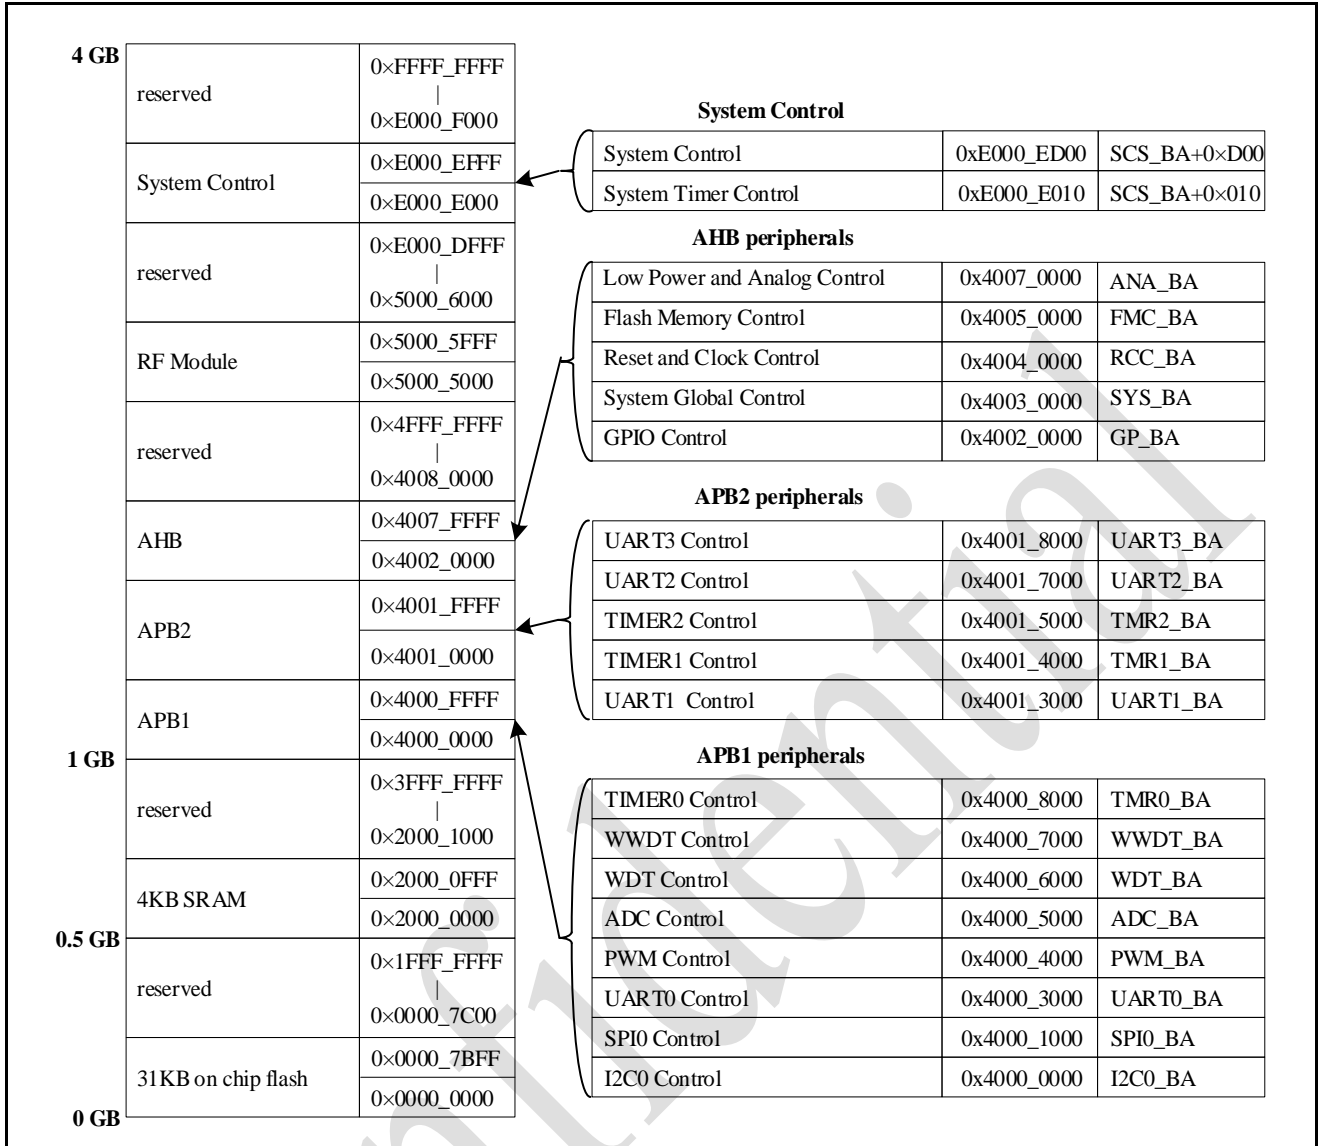 4 GB
reserved
0×FFFF_FFFF
|
0×E000_F000
System Control
0×E000_EFFF
0×E000_E000
reserved
0×E000_DFFF
|
0×5000_6000
RF Module
0×5000_5FFF
0×5000_5000
reserved
0×4FFF_FFFF
|
0×4008_0000
AHB
0×4007_FFFF
0×4002_0000
APB2
0×4001_FFFF
0×4001_0000
APB1
0×4000_FFFF
0×4000_0000
1 GB
reserved
0×3FFF_FFFF
|
0×2000_1000
4KB SRAM
0×2000_0FFF
0×2000_0000
0.5 GB
reserved
0×1FFF_FFFF
|
0×0000_7C00
31KB on chip flash
0×0000_7BFF
0×0000_0000
0 GB
System Control
System Control 0xE000_ED00 SCS_BA+0×D00
System Timer Control 0xE000_E010 SCS_BA+0×010
AHB peripherals
Low Power and Analog Control 0x4007_0000 ANA_BA
Flash Memory Control 0x4005_0000 FMC_BA
Reset and Clock Control 0x4004_0000 RCC_BA
System Global Control 0x4003_0000 SYS_BA
GPIO Control 0x4002_0000 GP_BA
APB2 peripherals
UART3 Control 0x4001_8000 UART3_BA
UART2 Control 0x4001_7000 UART2_BA
TIMER2 Control 0x4001_5000 TMR2_BA
TIMER1 Control 0x4001_4000 TMR1_BA
UART1 Control 0x4001_3000 UART1_BA
APB1 peripherals
TIMER0 Control 0x4000_8000 TMR0_BA
WWDT Control 0x4000_7000 WWDT_BA
WDT Control 0x4000_6000 WDT_BA
ADC Control 0x4000_5000 ADC_BA
PWM Control 0x4000_4000 PWM_BA
UART0 Control 0x4000_3000 UART0_BA
SPI0 Control 0x4000_1000 SPI0_BA
I2C0 Control 0x4000_0000 I2C0_BA
nfidential